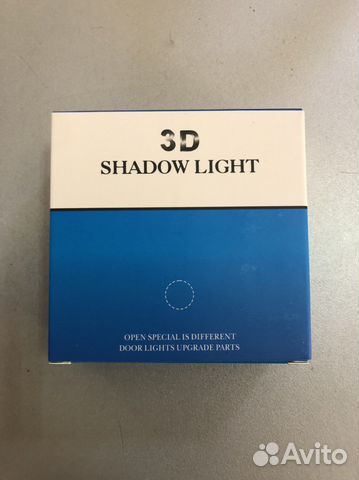 3D
SHADOW LIGHT
OPEN SPECIAL IS DIFFERENT
DOOR LIGHTS UPGRADE PARTS
Avito